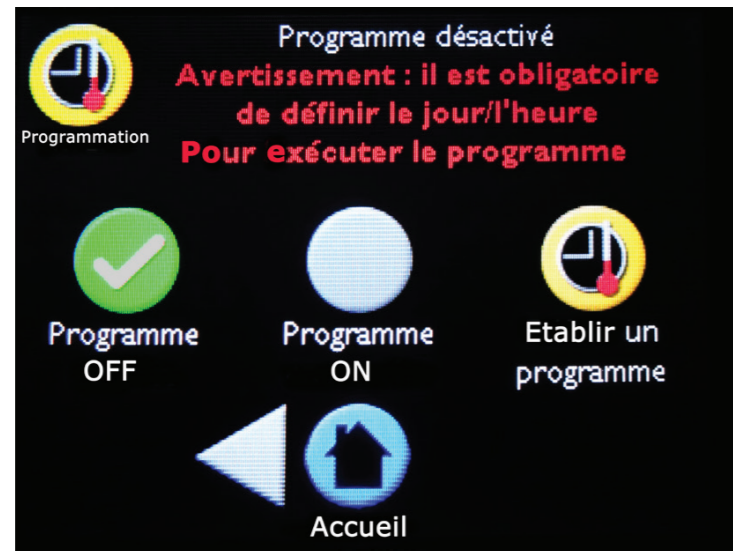 Programme désactivé
Avertissement : il est obligatoire
de définir le jour/l'heure
Pour exécuter le programme
Programmation
Programme
OFF
Programme
ON
Etablir un
programme
Accueil